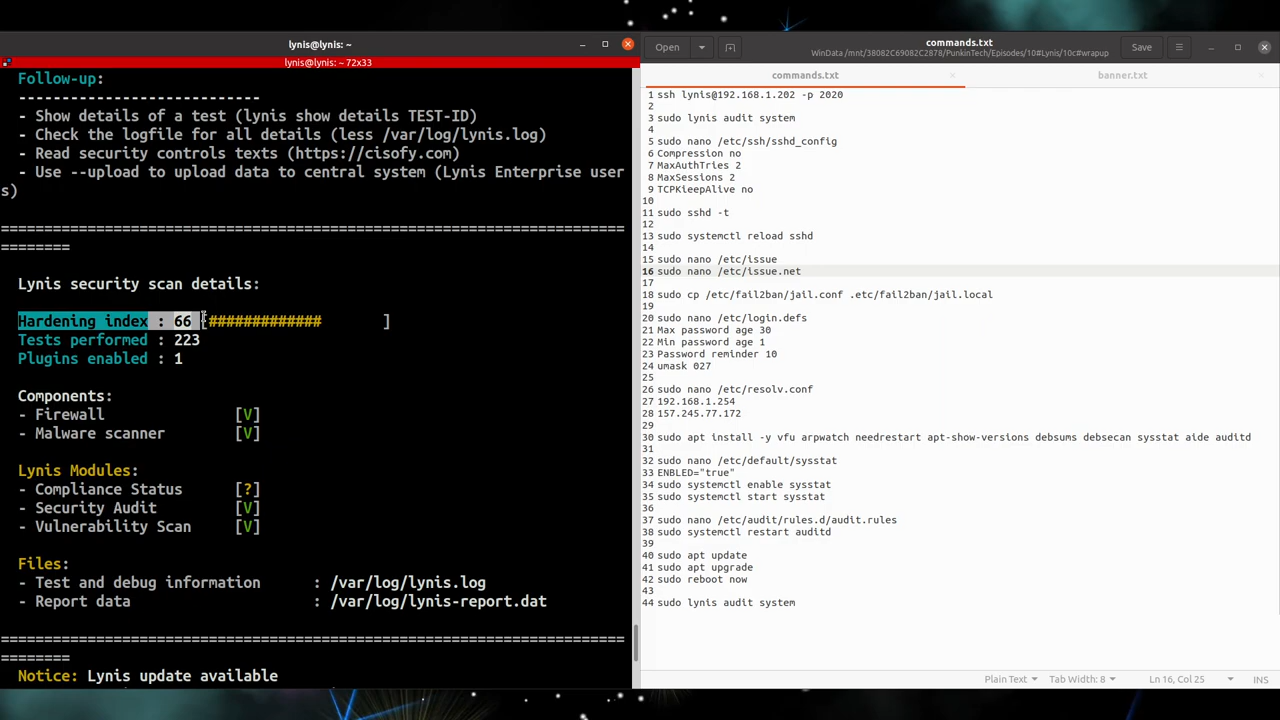 lynis@lynis: ~
lynis@lynis: ~ 72x33
Follow-up:
----------------------------
- Show details of a test (lynis show details TEST-ID)
- Check the logfile for all details (less /var/log/lynis.log)
- Read security controls texts (https://cisofy.com)
- Use --upload to upload data to central system (Lynis Enterprise user
s)
========================================================================
========
Lynis security scan details:
Hardening index : 66 [############# ]
Tests performed : 223
Plugins enabled : 1
Components:
- Firewall [V]
- Malware scanner [V]
Lynis Modules:
- Compliance Status [?]
- Security Audit [V]
- Vulnerability Scan [V]
Files:
- Test and debug information : /var/log/lynis.log
- Report data : /var/log/lynis-report.dat
========================================================================
========
Notice: Lynis update available
Open
commands.txt
WinData /mnt/38082C69082C2878/PunkinTech/Episodes/10#Lynis/10c#wrapup
Save
commands.txt
banner.txt
1 ssh lynis@192.168.1.202 -p 2020
2
3 sudo lynis audit system
4
5 sudo nano /etc/ssh/sshd_config
6 Compression no
7 MaxAuthTries 2
8 MaxSessions 2
9 TCPKieepAlive no
10
11 sudo sshd -t
12
13 sudo systemctl reload sshd
14
15 sudo nano /etc/issue
16 sudo nano /etc/issue.net
17
18 sudo cp /etc/fail2ban/jail.conf .etc/fail2ban/jail.local
19
20 sudo nano /etc/login.defs
21 Max password age 30
22 Min password age 1
23 Password reminder 10
24 umask 027
25
26 sudo nano /etc/resolv.conf
27 192.168.1.254
28 157.245.77.172
29
30 sudo apt install -y vfu arpwatch needrestart apt-show-versions debsums debsecan sysstat aide auditd
31
32 sudo nano /etc/default/sysstat
33 ENBLED="true"
34 sudo systemctl enable sysstat
35 sudo systemctl start sysstat
36
37 sudo nano /etc/audit/rules.d/audit.rules
38 sudo systemctl restart auditd
39
40 sudo apt update
41 sudo apt upgrade
42 sudo reboot now
43
44 sudo lynis audit system
Plain Text Tab Width: 8 Ln 16, Col 25 INS